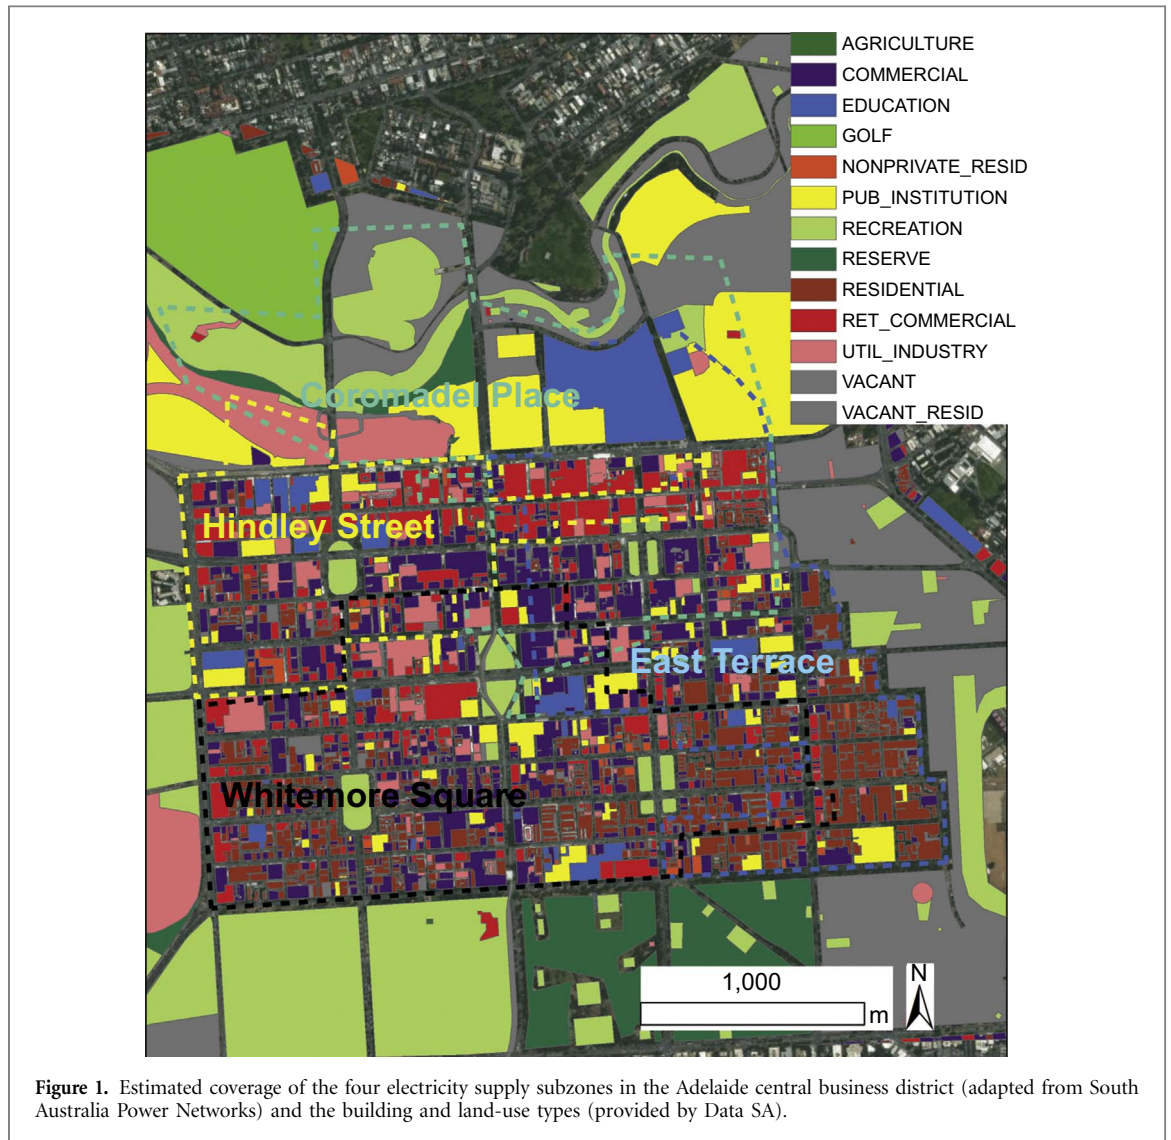 AGRICULTURE
COMMERCIAL
EDUCATION
GOLF
NONPRIVATE_RESID
PUB_INSTITUTION
RECREATION
RESERVE
RESIDENTIAL
RET_COMMERCIAL
UTIL_INDUSTRY
VACANT
VACANT_RESID
Coromadel Place
Hindley Street
East Terrace
Whitemore Square
1,000
m
N
Figure 1. Estimated coverage of the four electricity supply subzones in the Adelaide central business district (adapted from South
Australia Power Networks) and the building and land-use types (provided by Data SA).